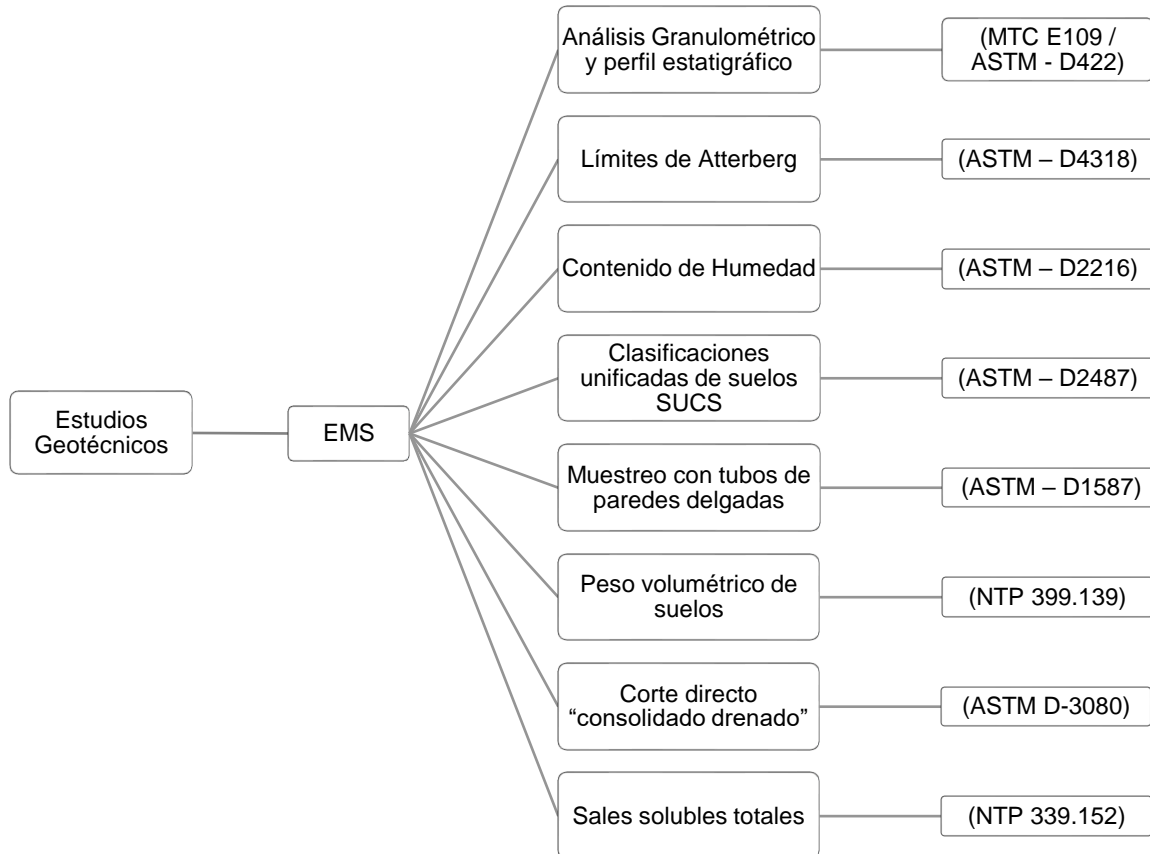 Análisis Granulométrico
y perfil estatigráfico
(MTC E109 /
ASTM - D422)
Límites de Atterberg
(ASTM – D4318)
Contenido de Humedad
(ASTM – D2216)
Clasificaciones
unificadas de suelos
SUCS
(ASTM – D2487)
Estudios
Geotécnicos
EMS
Muestreo con tubos de
paredes delgadas
(ASTM – D1587)
Peso volumétrico de
suelos
(NTP 399.139)
Corte directo
“consolidado drenado”
(ASTM D-3080)
Sales solubles totales
(NTP 339.152)